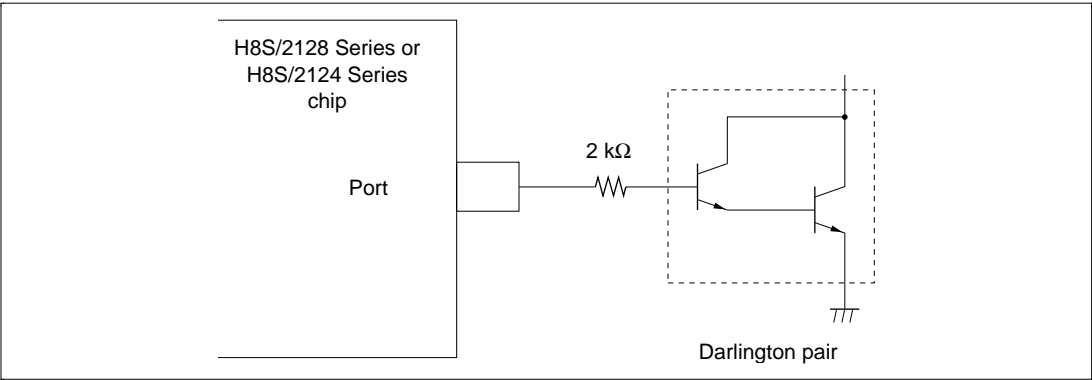 H8S/2128 Series or
H8S/2124 Series
chip
2 kΩ
Port
Darlington pair